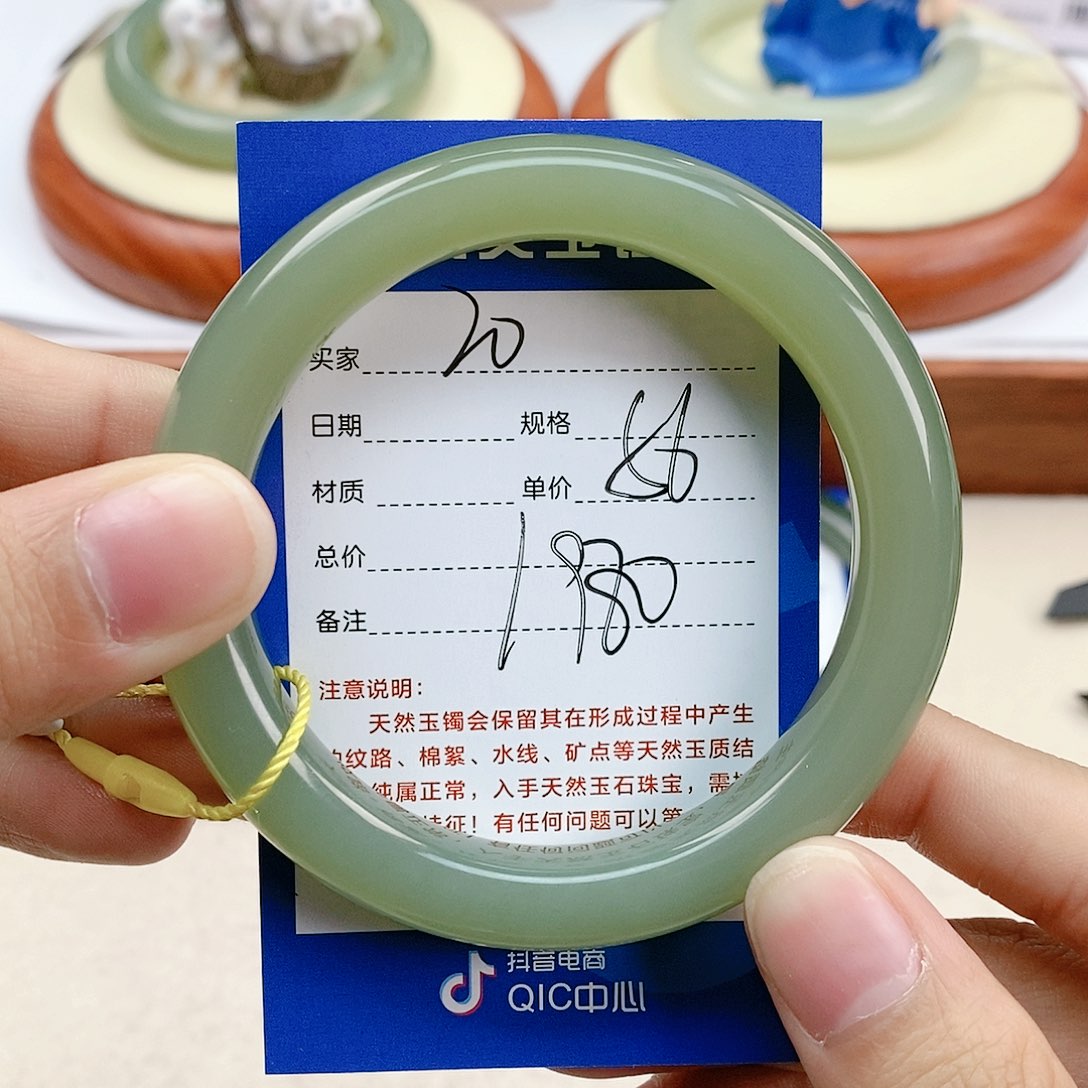 买家 20
日期 规格
材质 单价
总价
备注
注意说明：
天然玉镯会保留其在形成过程中产生
纹路、棉絮、水线、矿点等天然玉质结
纯属正常，入手天然玉石珠宝，需
特征！有任何问题可以第
抖音电商
QIC中心